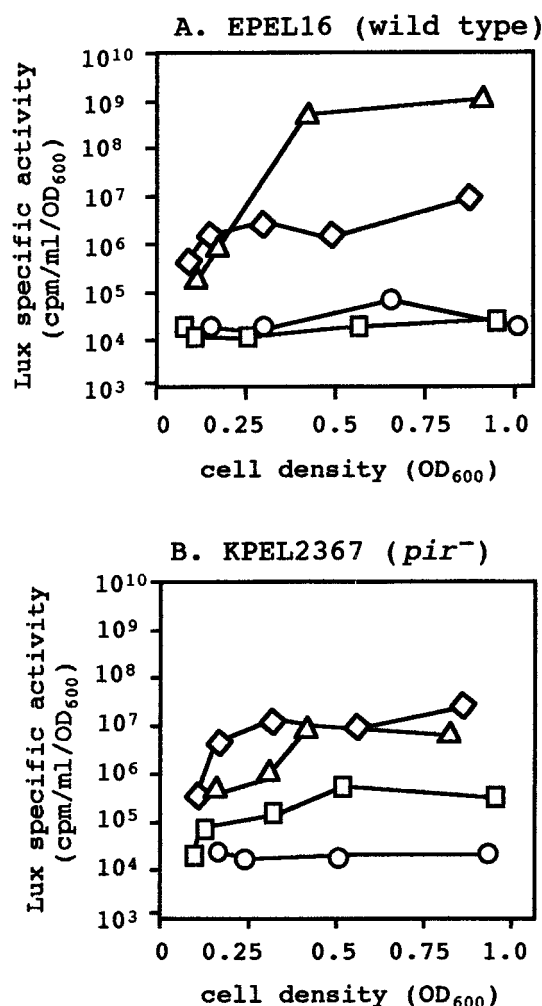 A. EPEL16 (wild type)
Lux specific activity
(cpm/ml/OD₆₀₀)
10¹⁰
10⁹
10⁸
10⁷
10⁶
10⁵
10⁴
10³
0 0.25 0.5 0.75 1.0
cell density (OD₆₀₀)
B. KPEL2367 (pir⁻)
Lux specific activity
(cpm/ml/OD₆₀₀)
10¹⁰
10⁹
10⁸
10⁷
10⁶
10⁵
10⁴
10³
0 0.25 0.5 0.75 1.0
cell density (OD₆₀₀)